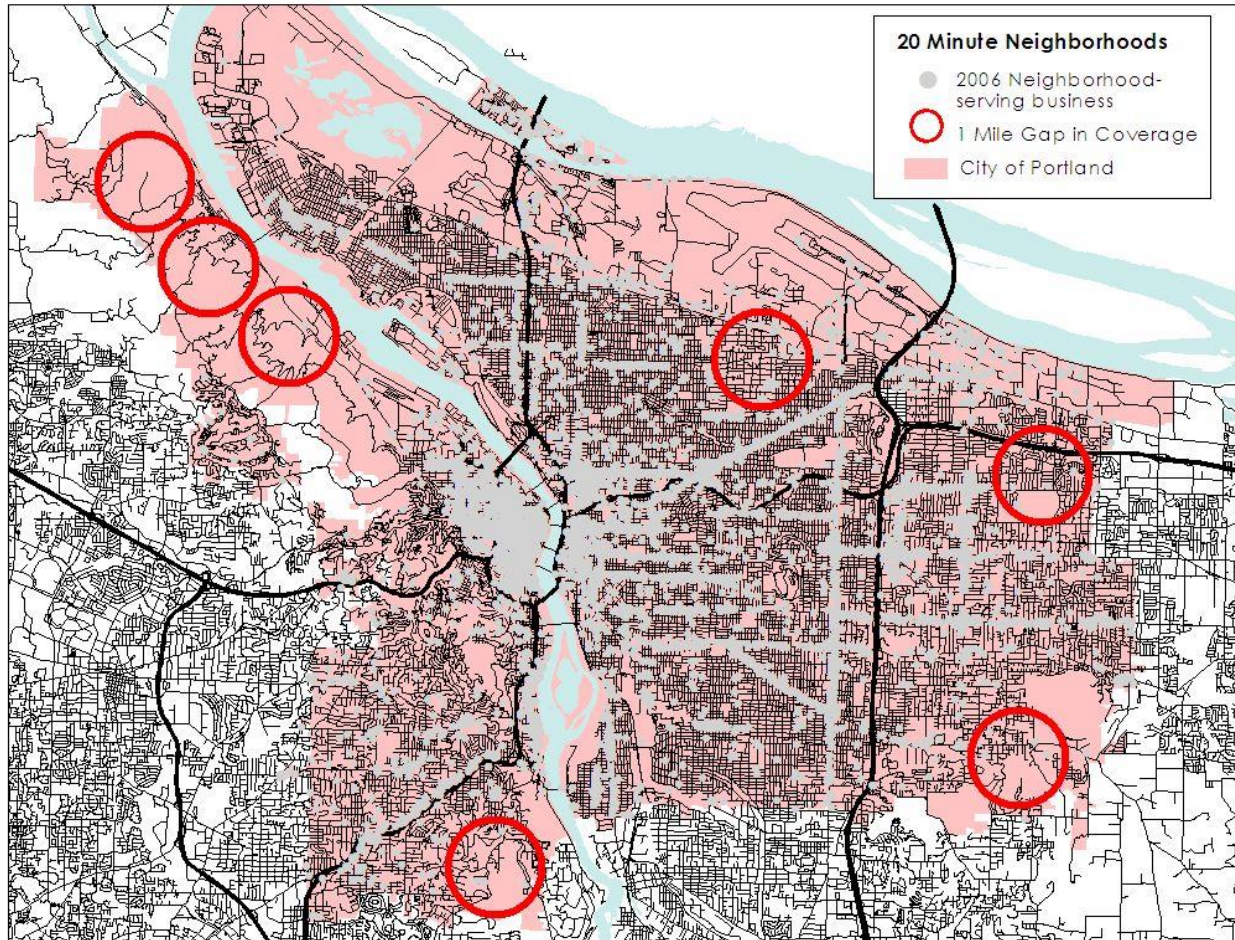 20 Minute Neighborhoods
2006 Neighborhood-
serving business
1 Mile Gap in Coverage
City of Portland